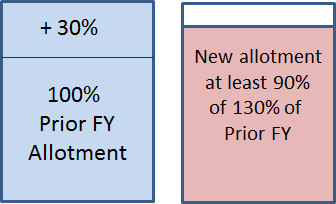 + 30%
100%
Prior FY
Allotment
New allotment
at least 90%
of 130% of
Prior FY